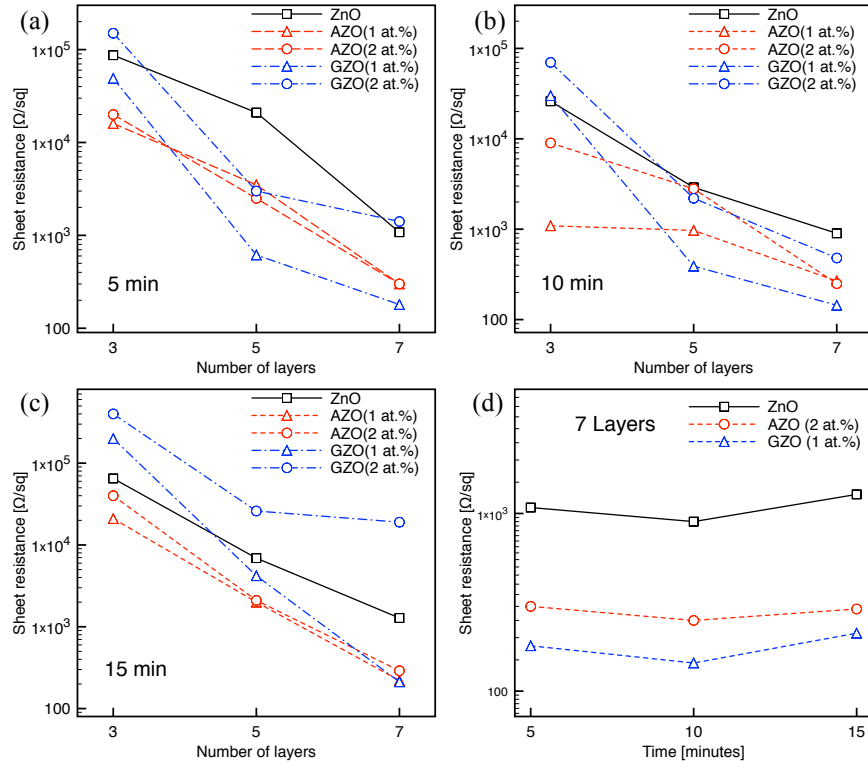 (a)
ZnO
AZO(1 at.%)
AZO(2 at.%)
GZO(1 at.%)
GZO(2 at.%)
Sheet resistance [Ω/sq]
1×10⁵
1×10⁴
1×10³
100
5 min
3
5
7
Number of layers
(b)
ZnO
AZO(1 at.%)
AZO(2 at.%)
GZO(1 at.%)
GZO(2 at.%)
Sheet resistance [Ω/sq]
1×10⁵
1×10⁴
1×10³
100
10 min
3
5
7
Number of layers
(c)
ZnO
AZO(1 at.%)
AZO(2 at.%)
GZO(1 at.%)
GZO(2 at.%)
Sheet resistance [Ω/sq]
1×10⁵
1×10⁴
1×10³
100
15 min
3
5
7
Number of layers
(d)
7 Layers
ZnO
AZO (2 at.%)
GZO (1 at.%)
Sheet resistance [Ω/sq]
1×10³
100
5
10
15
Time [minutes]